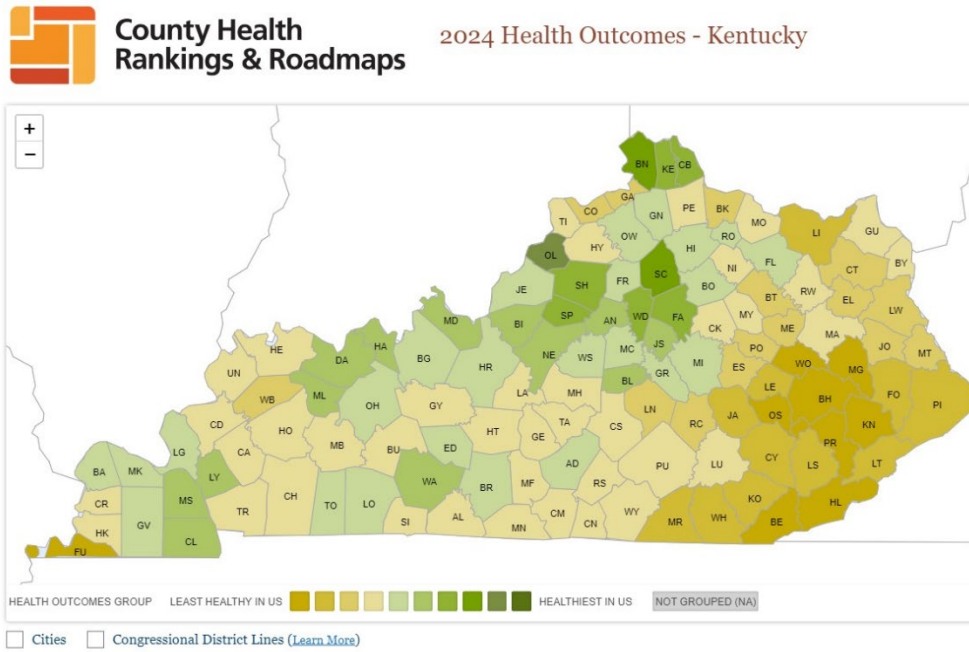 County Health
Rankings & Roadmaps
2024 Health Outcomes - Kentucky
+
−
BN KE CB
GA
CO
TI
GN PE BK MO
LI
GU
OW
HY
RO
HI
OL
FL
BY
SC
NI
CT
JE
SH
FR
BO
RW
BT
EL
LW
MD
BI
SP
AN
WD
FA
CK
MY
ME
MA
HE
DA
HA
BG
NE
WS
MC
JS
MI
PO
JO
MT
UN
HR
GR
ES
WO
MG
WB
ML
OH
GY
LA
MH
BL
LE
BH
FO
PI
CD
HO
MB
BU
ED
HT
GE
TA
CS
LN
RC
JA
OS
KN
LG
CA
PR
BA
MK
LY
WA
AD
PU
LU
CY
LS
LT
CR
MS
TR
CH
TO
LO
BR
MF
RS
KO
HL
HK
GV
CL
SI
AL
MN
CM
CN
WY
MR
WH
BE
FU
HEALTH OUTCOMES GROUP LEAST HEALTHY IN US HEALTHIEST IN US NOT GROUPED (NA)
Cities Congressional District Lines (Learn More)